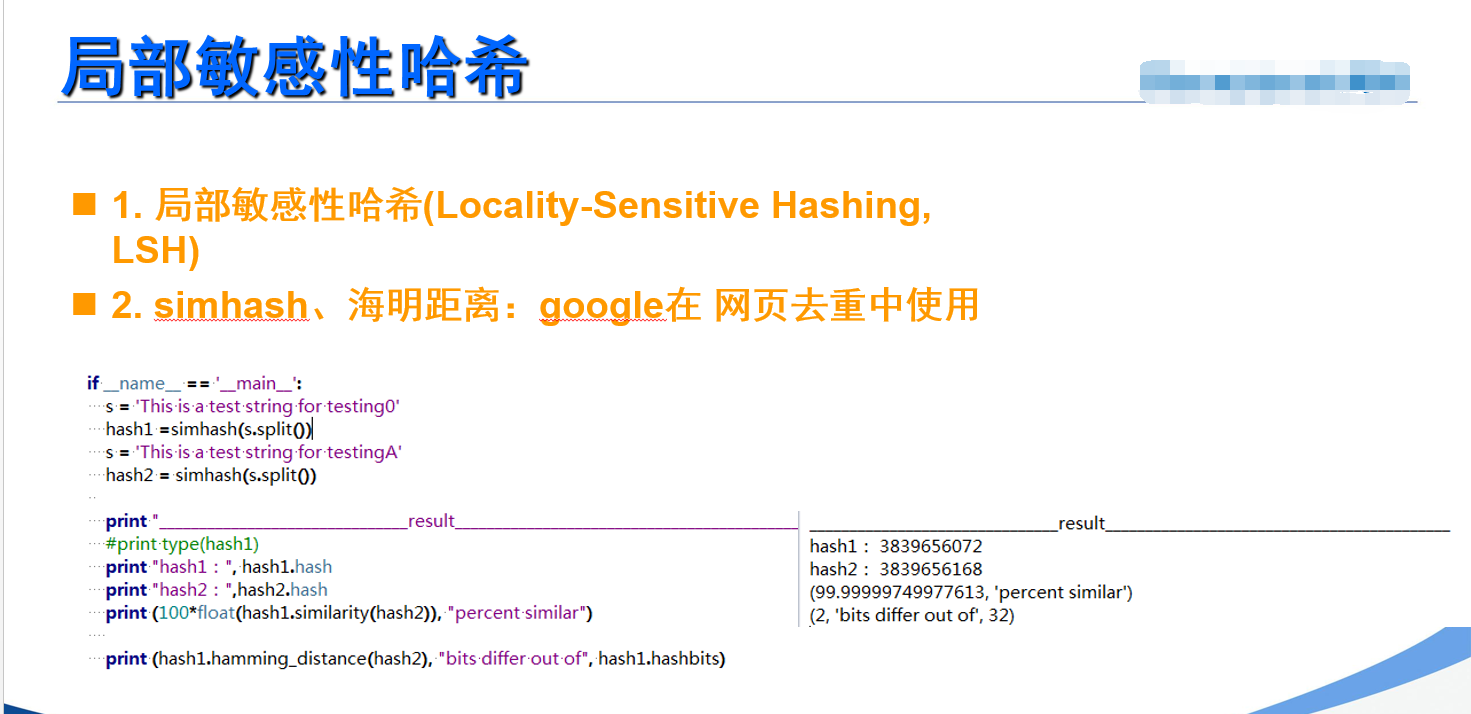 局部敏感性哈希
1. 局部敏感性哈希(Locality-Sensitive Hashing,
LSH)
2. simhash、海明距离：google在 网页去重中使用
if __name__ == '__main__':
s = 'This is a test string for testing0'
hash1 =simhash(s.split())
s = 'This is a test string for testingA'
hash2 = simhash(s.split())
print "______________________________result__________________________________________
#print type(hash1)
print "hash1 : ", hash1.hash
print "hash2 : ",hash2.hash
print (100*float(hash1.similarity(hash2)), "percent similar")
print (hash1.hamming_distance(hash2), "bits differ out of", hash1.hashbits)
______________________________result__________________________________________
hash1 :  3839656072
hash2 :  3839656168
(99.99999749977613, 'percent similar')
(2, 'bits differ out of', 32)